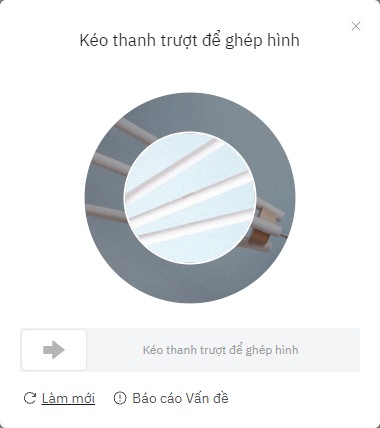 Kéo thanh trượt để ghép hình
Kéo thanh trượt để ghép hình
Làm mới
Báo cáo Vấn đề